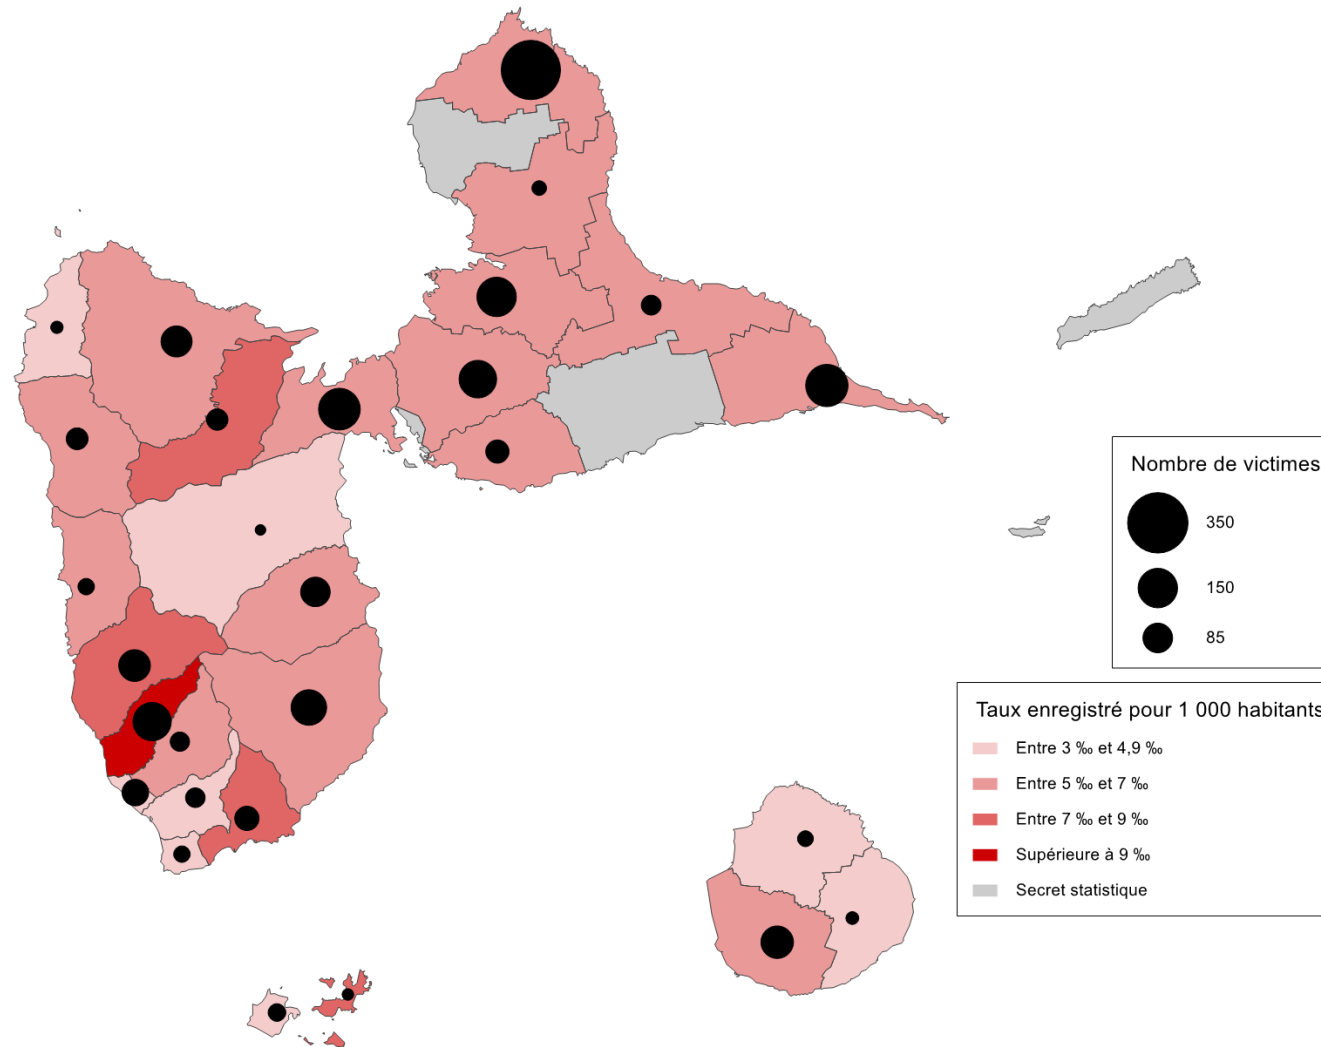 Nombre de victimes
350
150
85
Taux enregistré pour 1 000 habitants
Entre 3 ‰ et 4,9 ‰
Entre 5 ‰ et 7 ‰
Entre 7 ‰ et 9 ‰
Supérieure à 9 ‰
Secret statistique